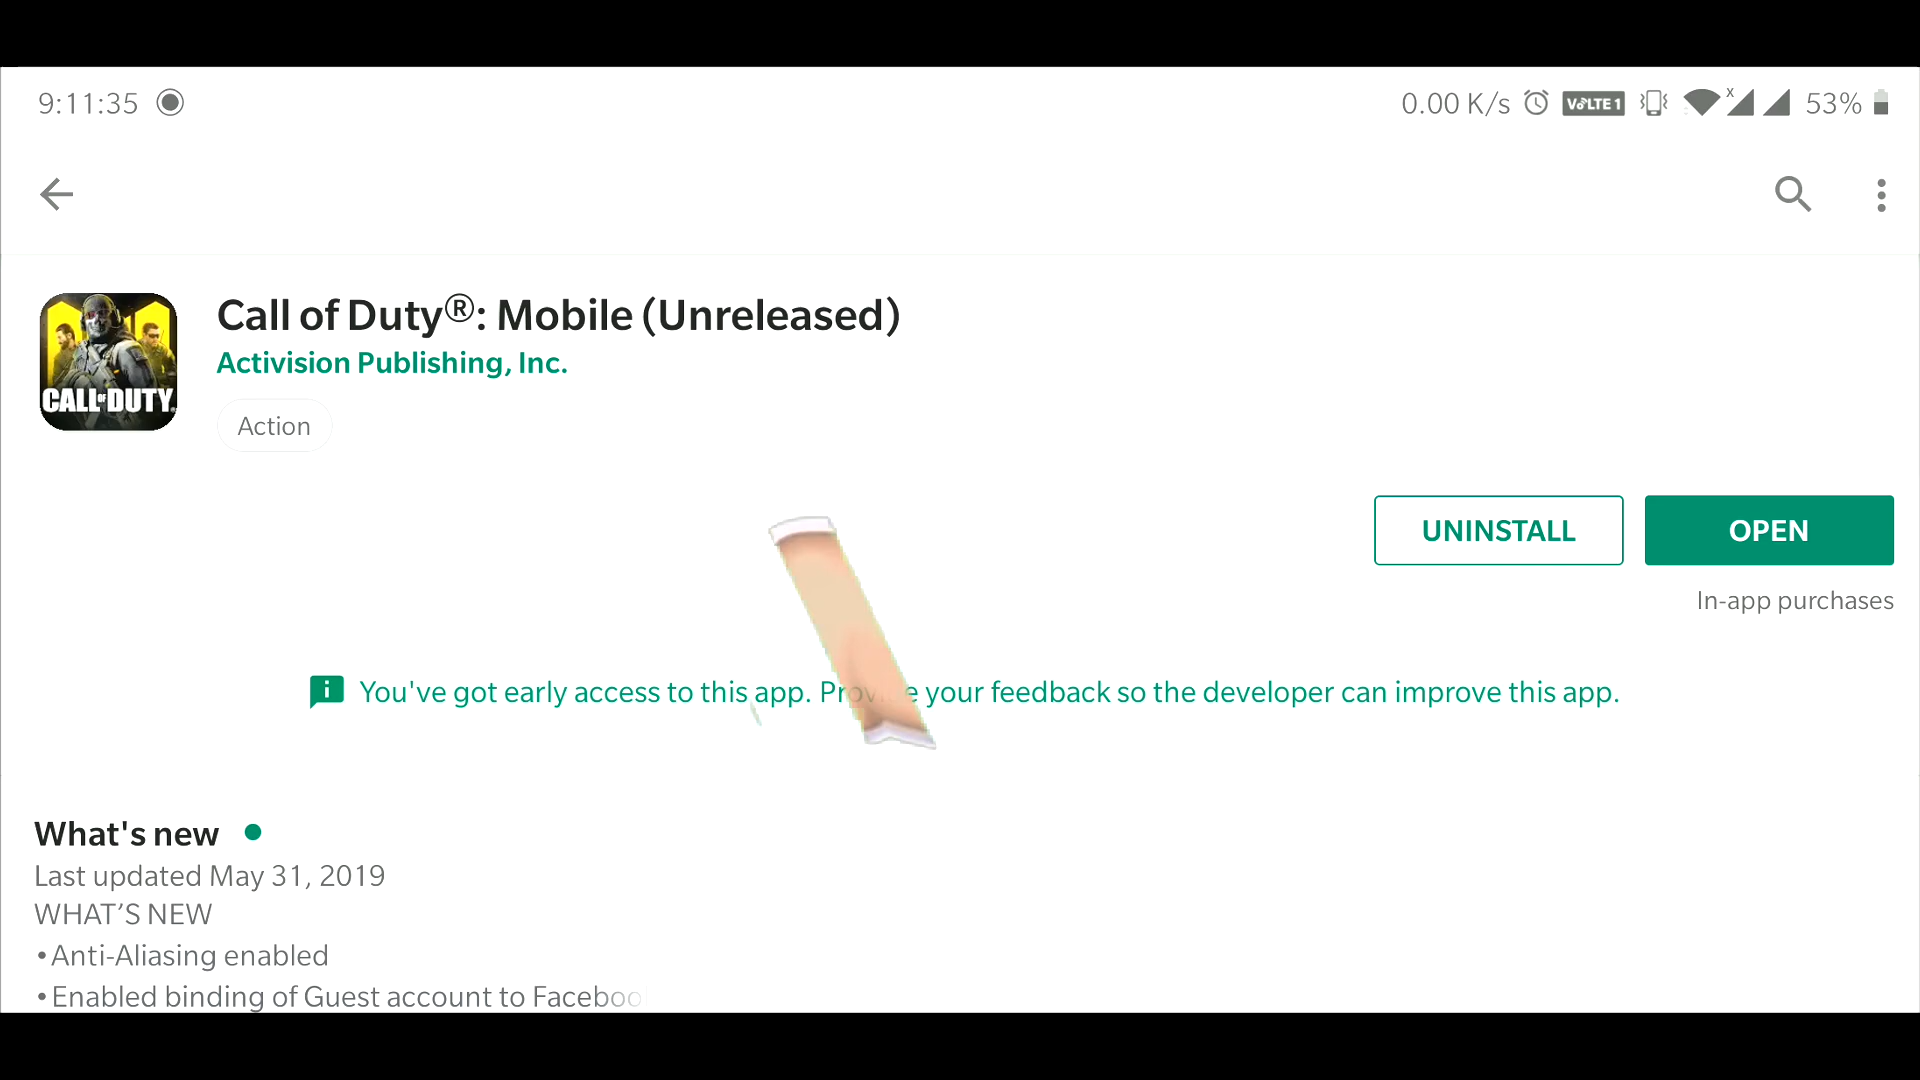 9:11:35
0.00 K/s VoLTE 1 x 53%
CALL OF DUTY
Call of Duty®: Mobile (Unreleased)
Activision Publishing, Inc.
Action
UNINSTALL
OPEN
In-app purchases
You've got early access to this app. your feedback so the developer can improve this app.
What's new
Last updated May 31, 2019
WHAT'S NEW
• Anti-Aliasing enabled
• Enabled binding of Guest account to Faceboo